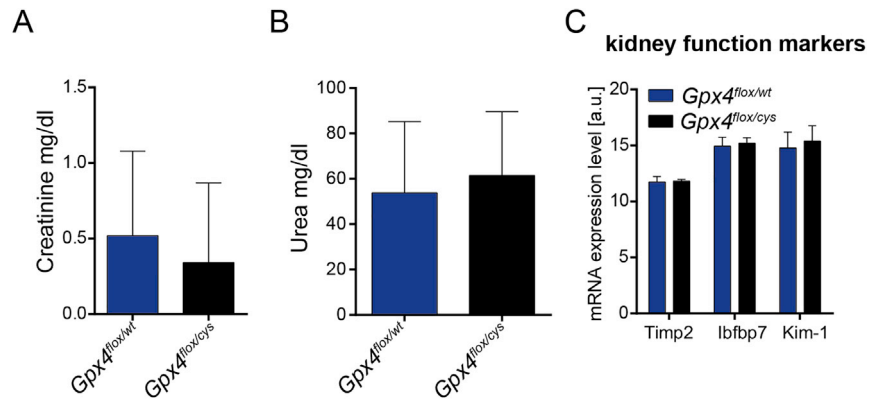 A
Creatinine mg/dl
1.5
1.0
0.5
0.0
Gpx4flox/wt
Gpx4flox/cys
B
Urea mg/dl
100
80
60
40
20
0
Gpx4flox/wt
Gpx4flox/cys
C
kidney function markers
mRNA expression level [a.u.]
20
15
10
5
0
Gpx4flox/wt
Gpx4flox/cys
Timp2
Ibfbp7
Kim-1